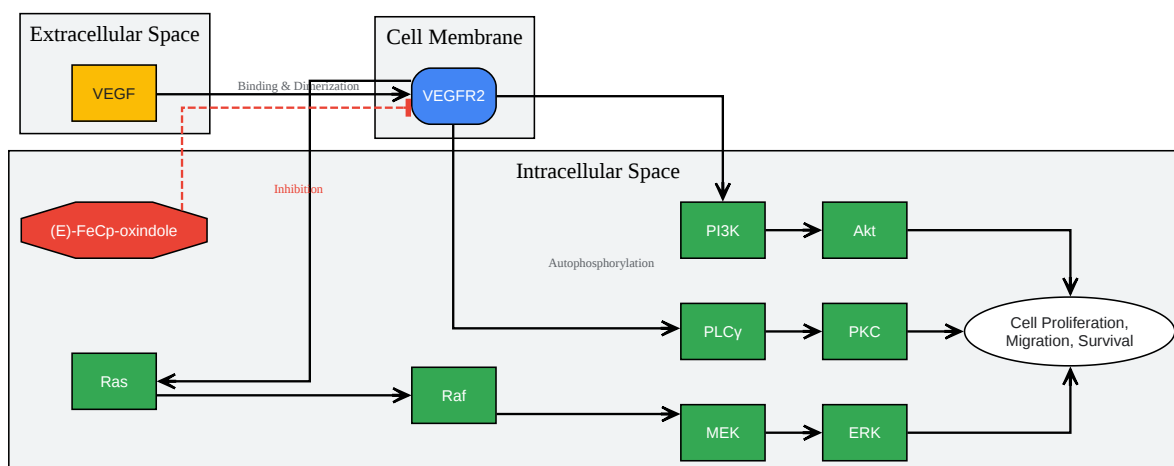 Extracellular Space
Cell Membrane
VEGF
Binding & Dimerization
VEGFR2
Intracellular Space
Inhibition
(E)-FeCp-oxindole
PI3K
Akt
Autophosphorylation
PLCγ
PKC
Cell Proliferation,
Migration, Survival
Ras
Raf
MEK
ERK